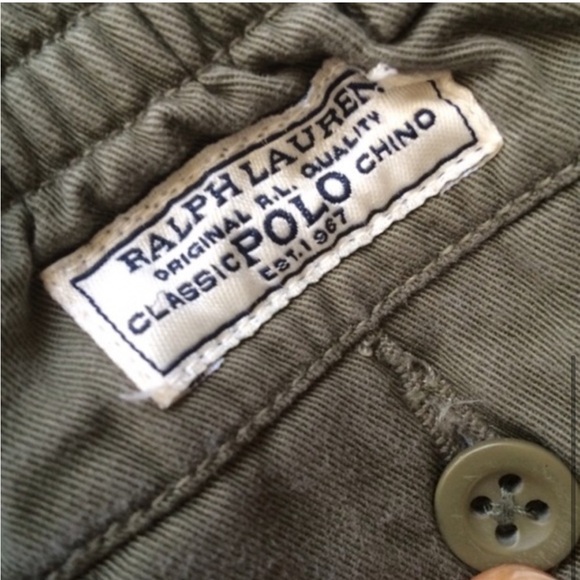 RALPH LAUREN
ORIGINAL R.L. QUALITY
CLASSIC POLO CHINO
EST. 1967